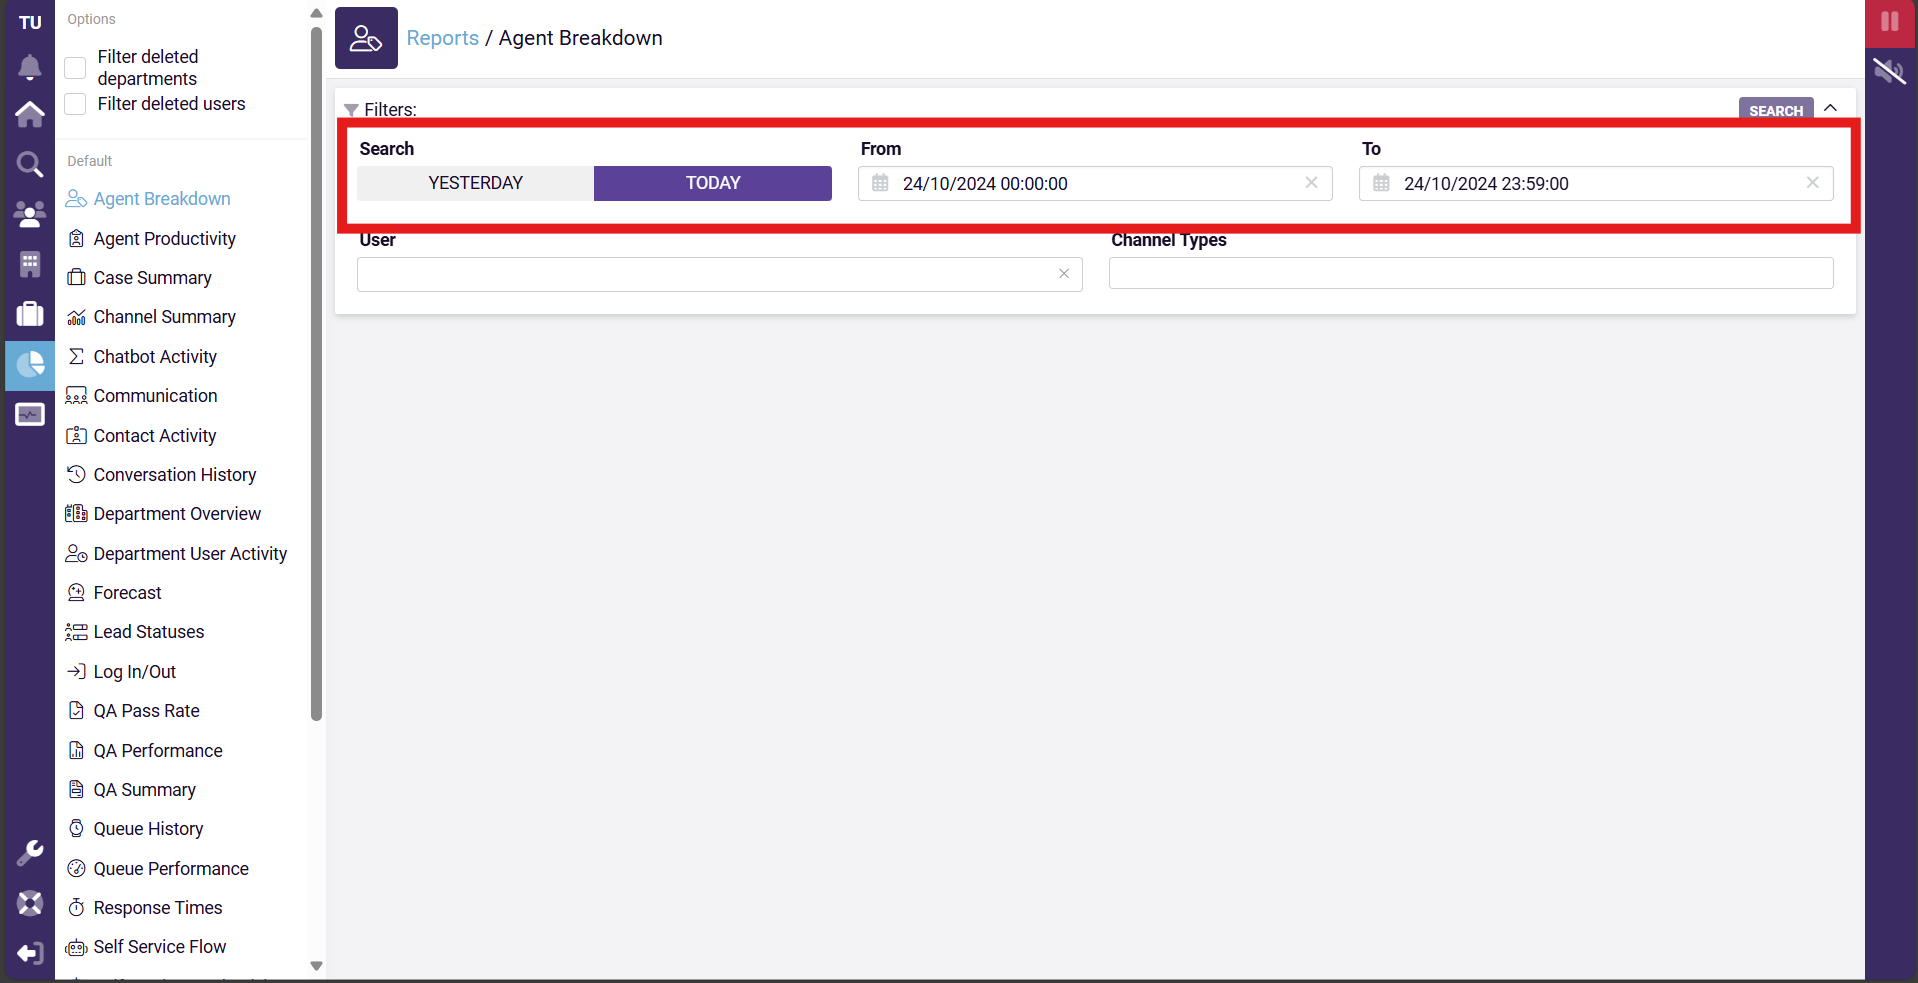 TU
Options
Filter deleted
departments
Filter deleted users
Default
Agent Breakdown
Agent Productivity
Case Summary
Channel Summary
Chatbot Activity
Communication
Contact Activity
Conversation History
Department Overview
Department User Activity
Forecast
Lead Statuses
Log In/Out
QA Pass Rate
QA Performance
QA Summary
Queue History
Queue Performance
Response Times
Self Service Flow
Reports / Agent Breakdown
Filters:
SEARCH
Search
From
To
YESTERDAY
TODAY
24/10/2024 00:00:00
24/10/2024 23:59:00
User
Channel Types